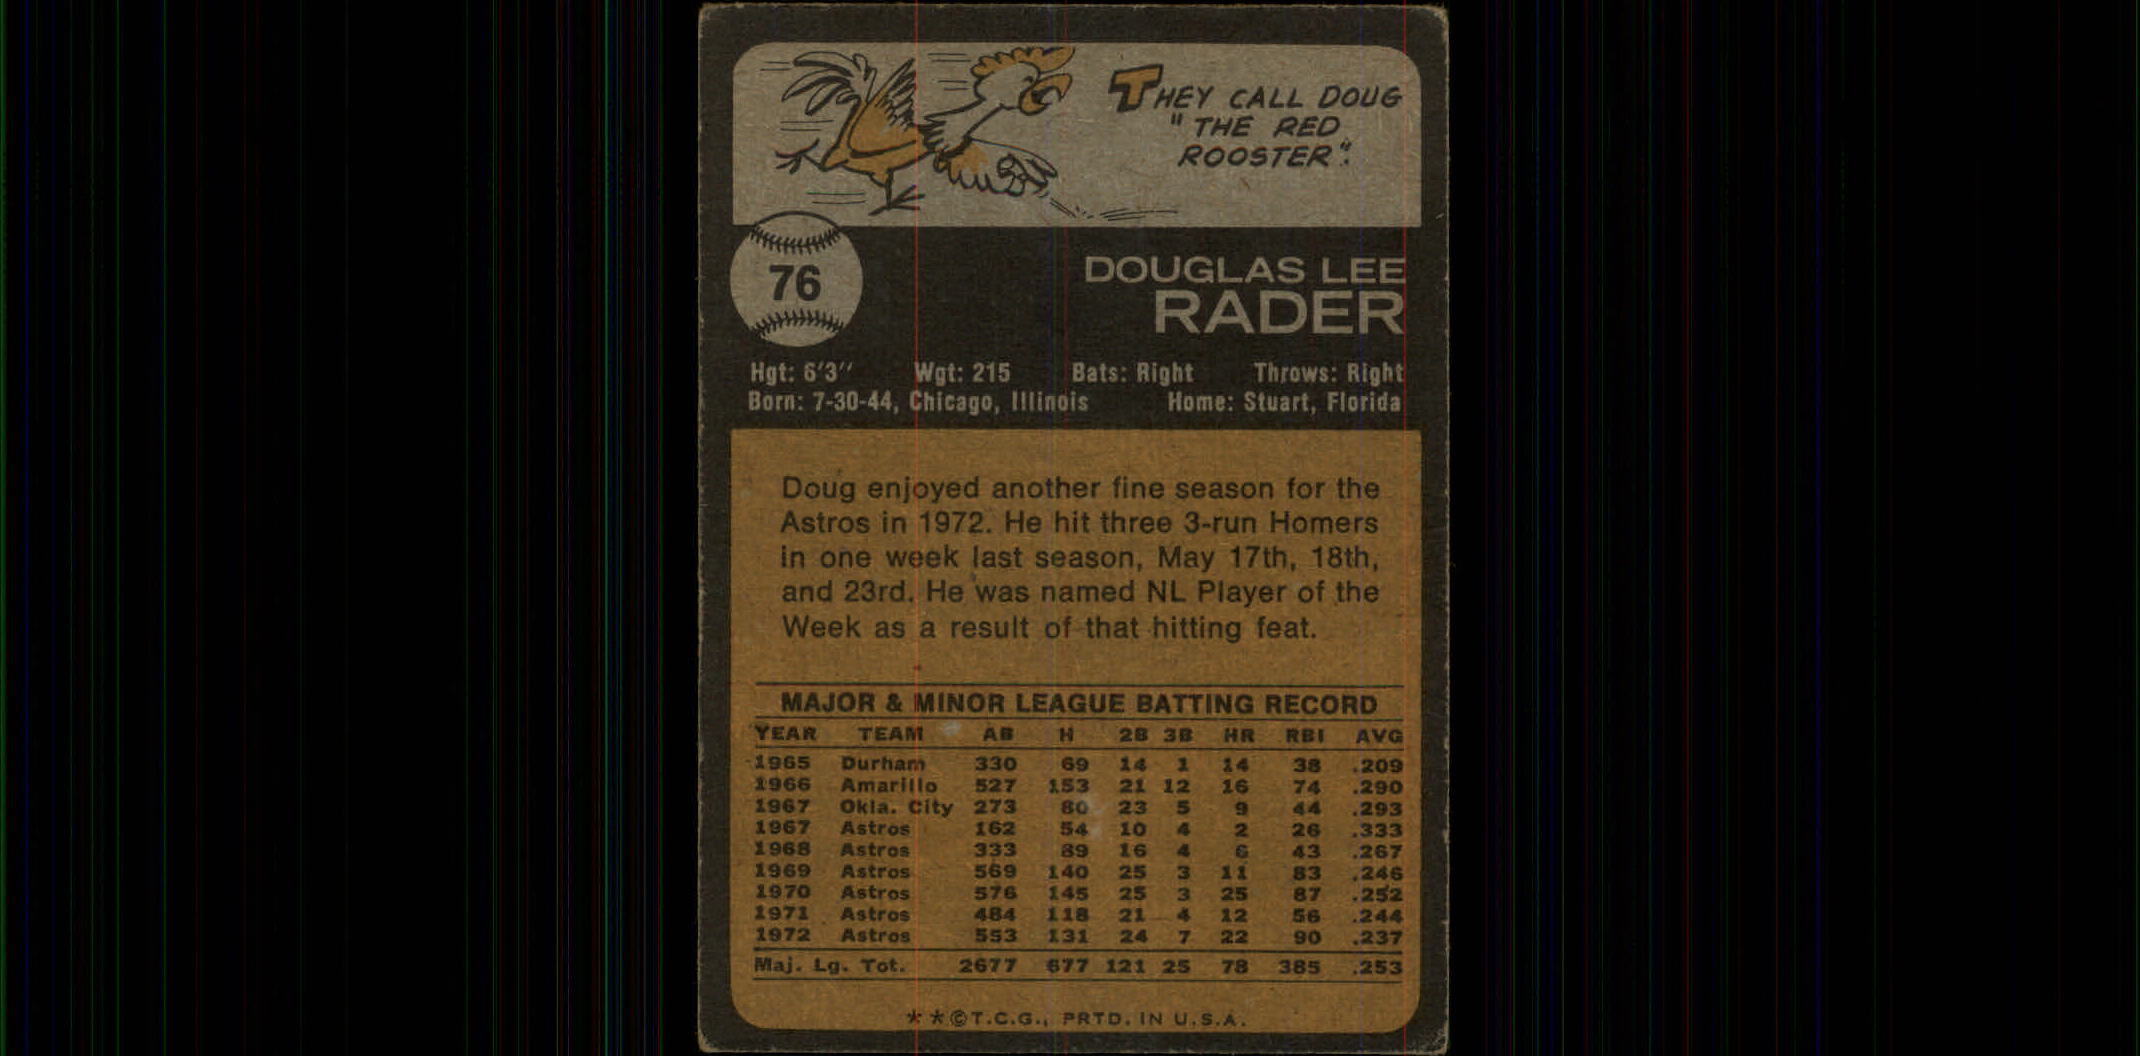 THEY CALL DOUG
"THE RED
ROOSTER".
76
DOUGLAS LEE
RADER
Hgt: 6'3" Wgt: 215 Bats: Right Throws: Right
Born: 7-30-44, Chicago, Illinois Home: Stuart, Florida
Doug enjoyed another fine season for the
Astros in 1972. He hit three 3-run Homers
in one week last season, May 17th, 18th,
and 23rd. He was named NL Player of the
Week as a result of that hitting feat.
MAJOR & MINOR LEAGUE BATTING RECORD
YEAR TEAM AB H 2B 3B HR RBI AVG
1965 Durham 330 69 14 1 14 38 .209
1966 Amarillo 527 153 21 12 16 74 .290
1967 Okla. City 273 80 23 5 9 44 .293
1967 Astros 162 54 10 4 2 26 .333
1968 Astros 333 89 16 4 6 43 .267
1969 Astros 569 140 25 3 11 83 .246
1970 Astros 576 145 25 3 25 87 .252
1971 Astros 484 118 21 4 12 56 .244
1972 Astros 553 131 24 7 22 90 .237
Maj. Lg. Tot. 2677 677 121 25 78 385 .253
* * © T.C.G., PRTD. IN U.S.A.